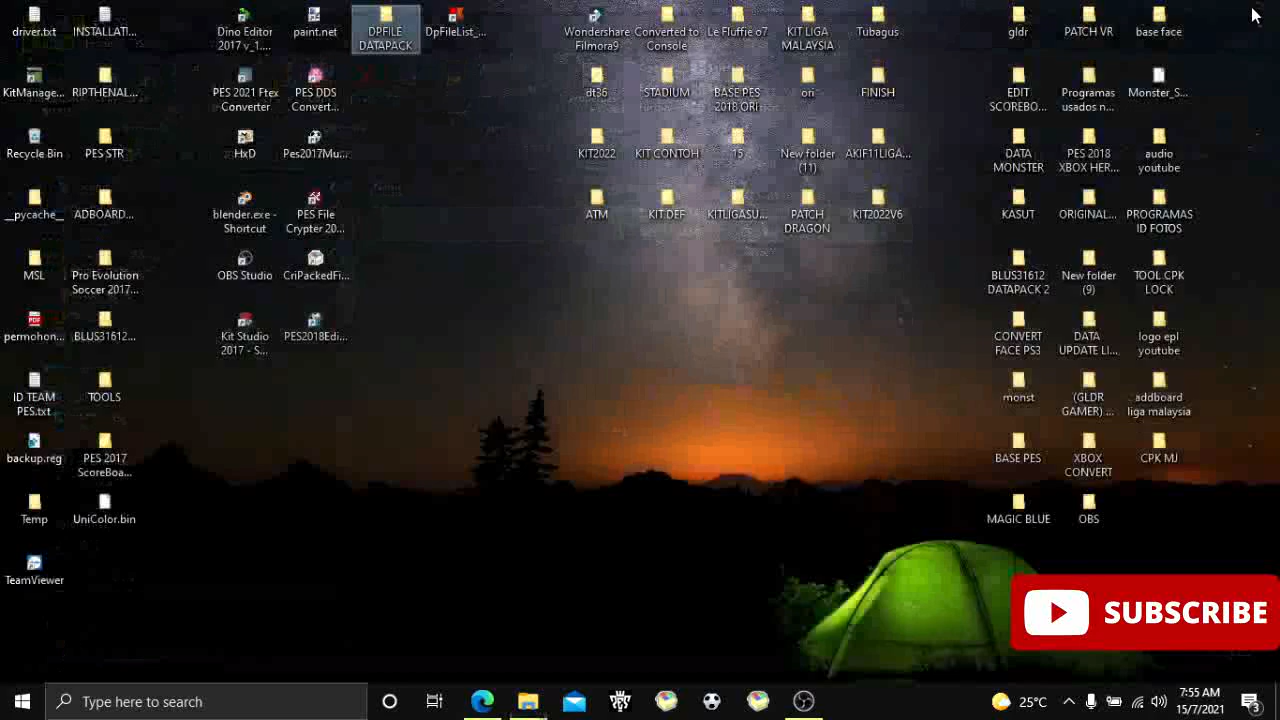 driver.txt
INSTALLATI...
Dino Editor
2017 v_1....
paint.net
DPFILE
DATAPACK
DpFileList_...
Wondershare
Filmora9
Converted to
Console
Le Fluffie o7
KIT LIGA
MALAYSIA
Tubagus
gldr
PATCH VR
base face
KitManage...
RIPTHENAL...
PES 2021 Ftex
Converter
PES DDS
Convert...
dt36
STADIUM
BASE PES
2018 ORI
ori
FINISH
EDIT
SCOREBO...
Programas
usados n...
Monster_S...
Recycle Bin
PES STR
HxD
Pes2017Mu...
KIT2022
KIT CONTOH
15
New folder
(11)
AKIF11LIGA...
DATA
MONSTER
PES 2018
XBOX HER...
audio
youtube
__pycache__
ADBOARD...
blender.exe -
Shortcut
PES File
Crypter 20...
ATM
KIT DEF
KITLIGASU...
PATCH
DRAGON
KIT2022V6
KASUT
ORIGINAL...
PROGRAMAS
ID FOTOS
MSL
Pro Evolution
Soccer 2017...
OBS Studio
CriPackedFi...
BLUS31612
DATAPACK 2
New folder
(9)
TOOL CPK
LOCK
permohon...
BLUS31612...
Kit Studio
2017 - S...
PES2018Edi...
CONVERT
FACE PS3
DATA
UPDATE LI...
logo epl
youtube
ID TEAM
PES.txt
TOOLS
monst
(GLDR
GAMER) ...
addboard
liga malaysia
backup.reg
PES 2017
ScoreBoa...
BASE PES
XBOX
CONVERT
CPK MJ
Temp
UniColor.bin
MAGIC BLUE
OBS
TeamViewer
SUBSCRIBE
Type here to search
25°C
7:55 AM
15/7/2021
3